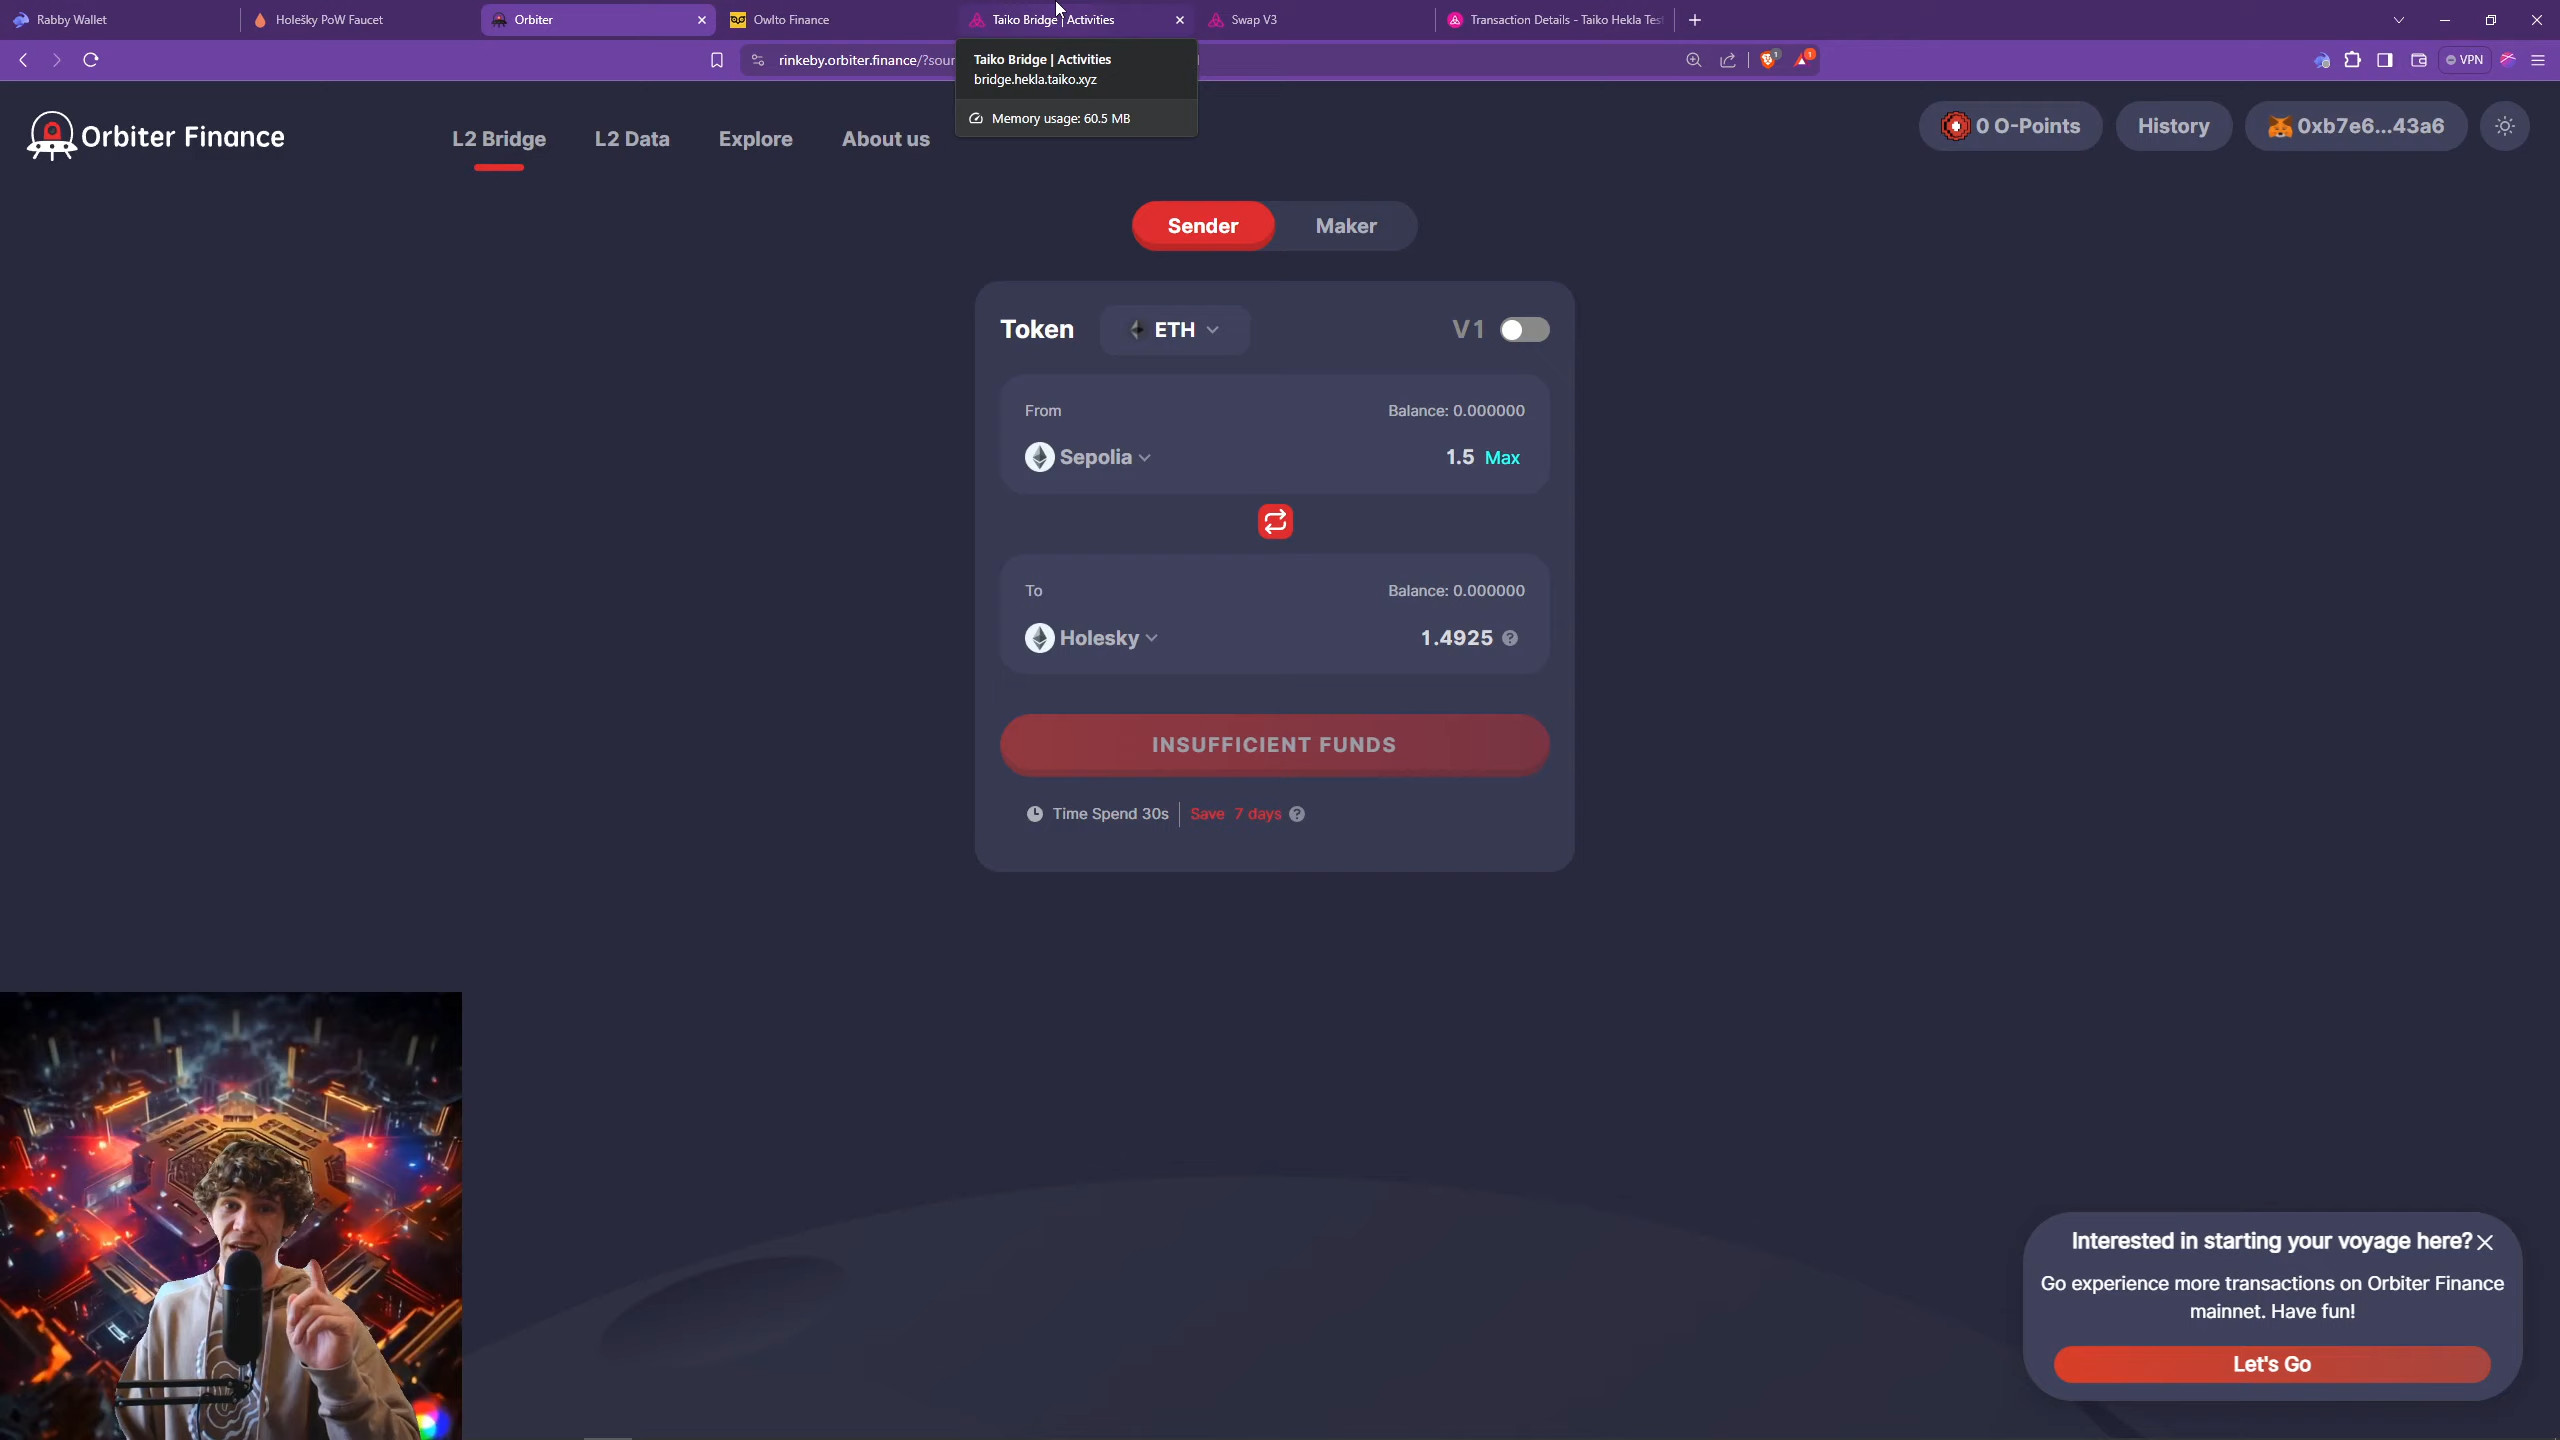 Rabby Wallet
Holešky PoW Faucet
Orbiter
Owlto Finance
Taiko Bridge | Activities
Swap V3
Transaction Details - Taiko Hekla Tes
rinkeby.orbiter.finance/?sour
VPN
1
1
Taiko Bridge | Activities
bridge.hekla.taiko.xyz
Memory usage: 60.5 MB
Orbiter Finance
L2 Bridge
L2 Data
Explore
About us
0 O-Points
History
0xb7e6...43a6
Sender
Maker
Token
ETH
V1
From
Balance: 0.000000
Sepolia
1.5 Max
To
Balance: 0.000000
Holesky
1.4925
INSUFFICIENT FUNDS
Time Spend 30s
Save 7 days
Interested in starting your voyage here?
Go experience more transactions on Orbiter Finance
mainnet. Have fun!
Let's Go